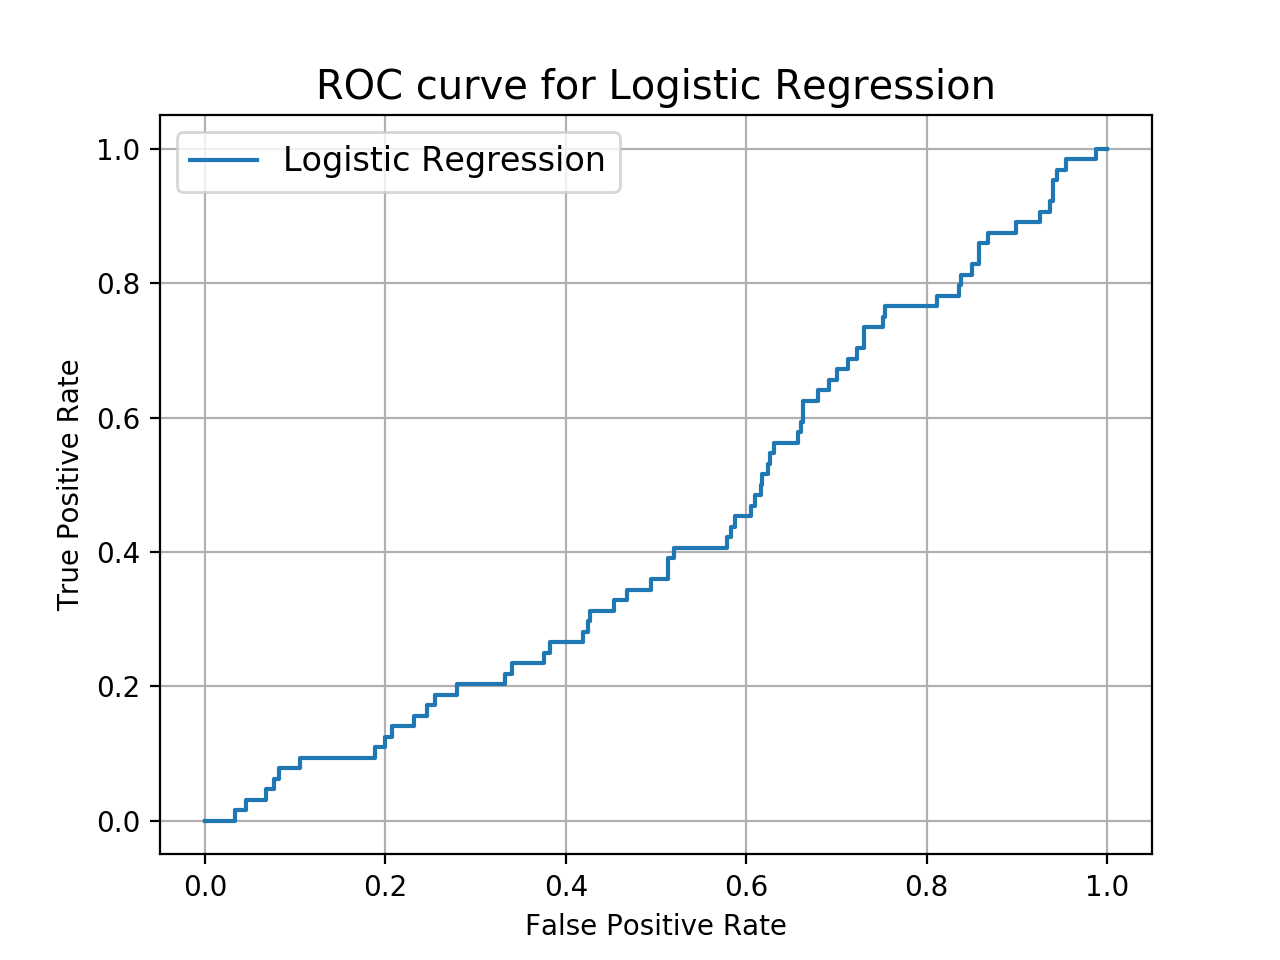 ROC curve for Logistic Regression
Logistic Regression
1.0
0.8
0.6
0.4
0.2
0.0
True Positive Rate
0.0 0.2 0.4 0.6 0.8 1.0
False Positive Rate